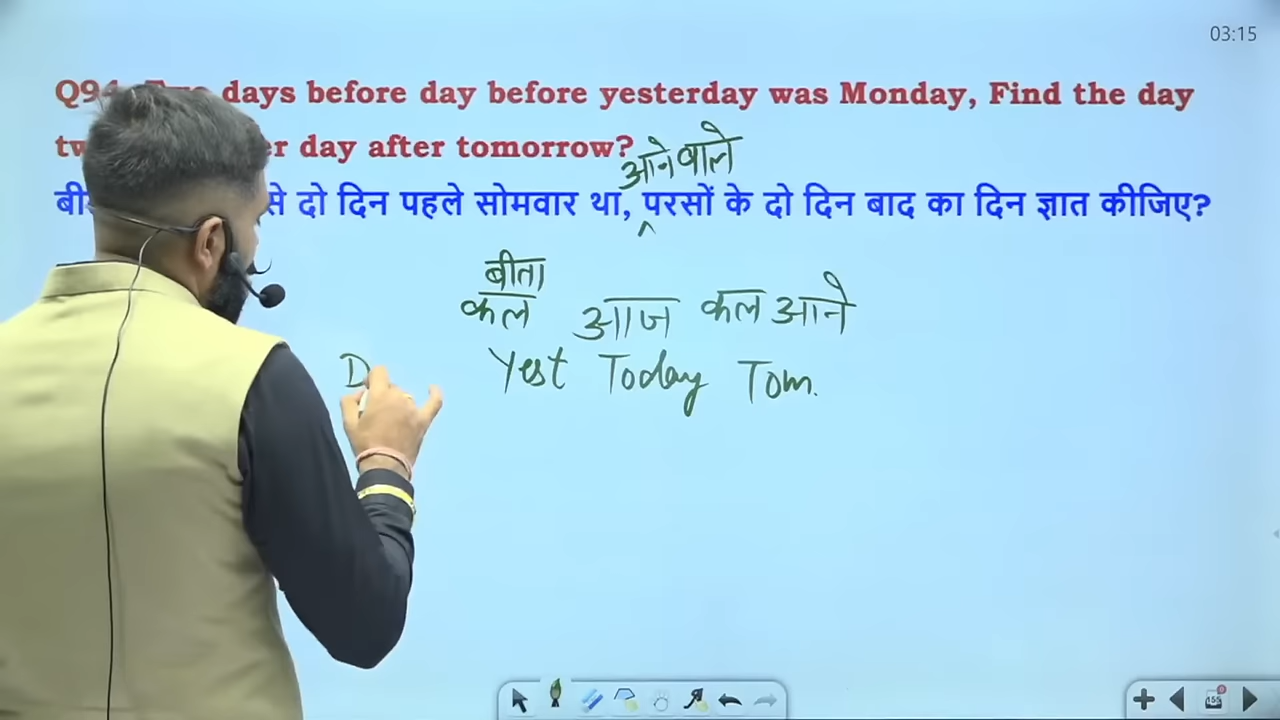 03:15
Q94. days before day before yesterday was Monday, Find the day
day after tomorrow?
आने वाले
से दो दिन पहले सोमवार था, परसों के दो दिन बाद का दिन ज्ञात कीजिए?
बीता
कल आज कल आने
D Yest Today Tom.